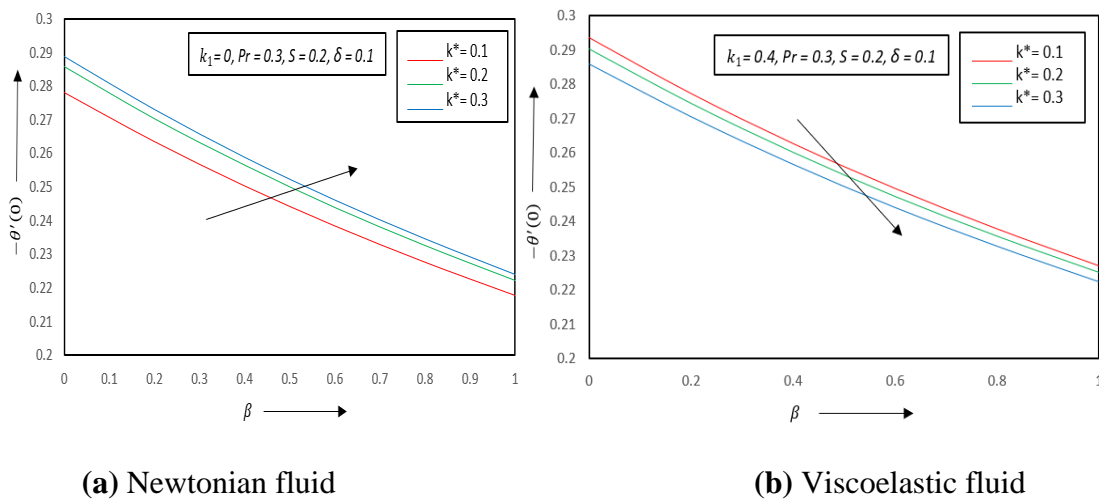 0.3
0.29
0.28
0.27
0.26
0.25
0.24
0.23
0.22
0.21
0.2
−θ′(0)
k₁= 0, Pr = 0.3, S = 0.2, δ = 0.1
k*= 0.1
k*= 0.2
k*= 0.3
0 0.1 0.2 0.3 0.4 0.5 0.6 0.7 0.8 0.9 1
β
(a) Newtonian fluid
0.3
0.29
0.28
0.27
0.26
0.25
0.24
0.23
0.22
0.21
0.2
−θ′(0)
k₁= 0.4, Pr = 0.3, S = 0.2, δ = 0.1
k*= 0.1
k*= 0.2
k*= 0.3
0 0.2 0.4 0.6 0.8 1
β
(b) Viscoelastic fluid